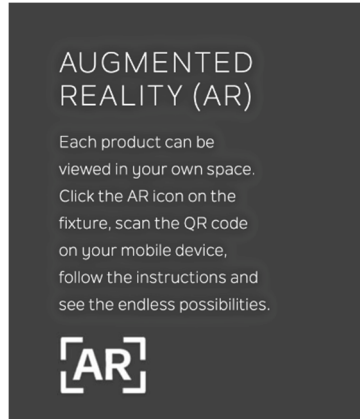 AUGMENTED
REALITY (AR)
Each product can be
viewed in your own space.
Click the AR icon on the
fixture, scan the QR code
on your mobile device,
follow the instructions and
see the endless possibilities.
[AR]